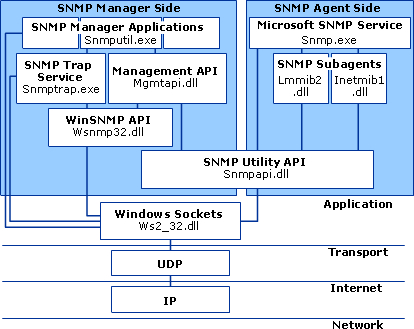 SNMP Manager Side
SNMP Agent Side
SNMP Manager Applications
Snmputil.exe
Microsoft SNMP Service
Snmp.exe
SNMP Trap
Service
Snmptrap.exe
Management API
Mgmtapi.dll
SNMP Subagents
Lmmib2
.dll
Inetmib1
.dll
WinSNMP API
Wsnmp32.dll
SNMP Utility API
Snmpapi.dll
Application
Windows Sockets
Ws2_32.dll
Transport
UDP
Internet
IP
Network